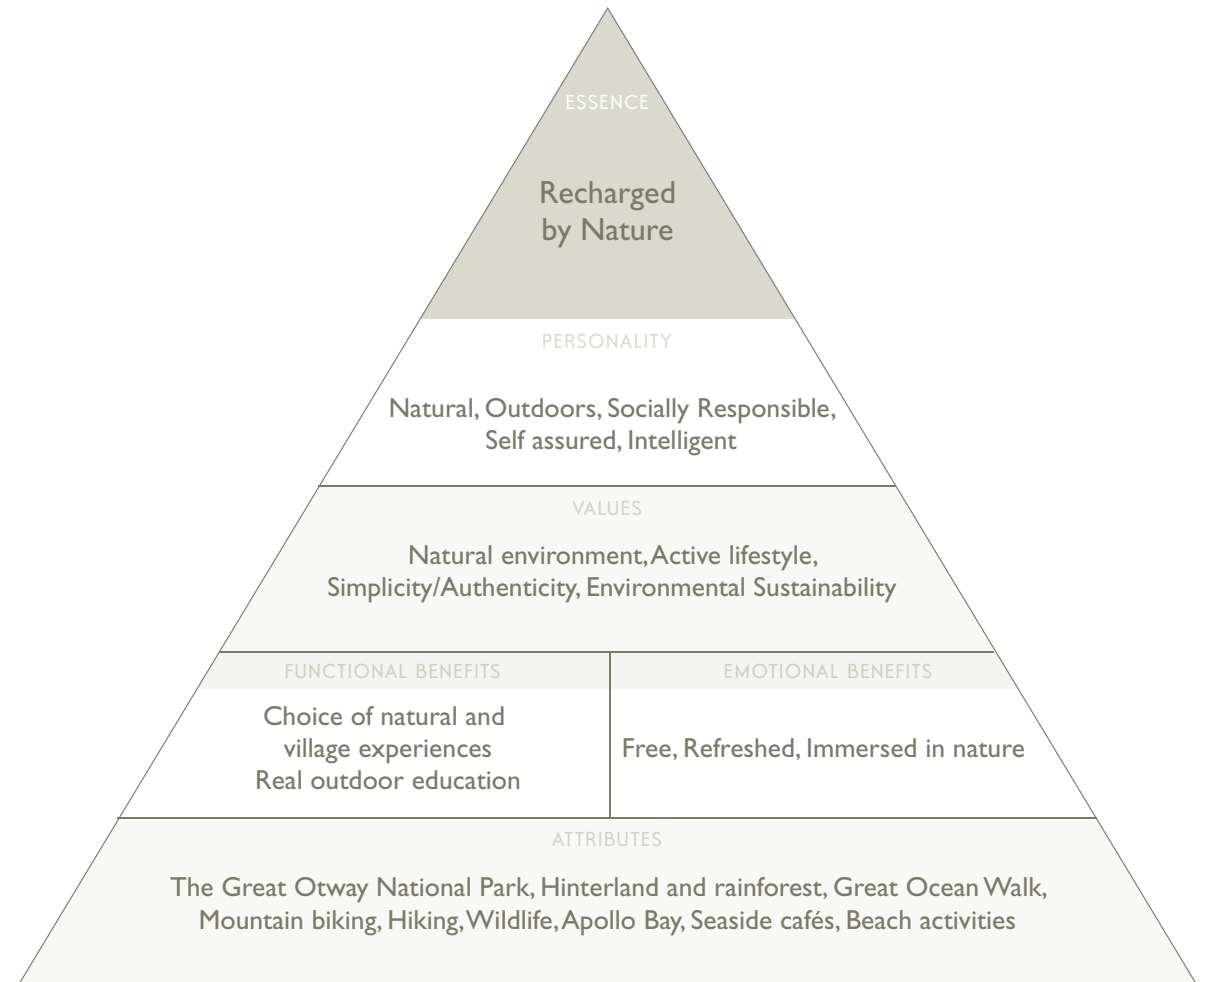 ESSENCE
Recharged
by Nature
PERSONALITY
Natural, Outdoors, Socially Responsible,
Self assured, Intelligent
VALUES
Natural environment, Active lifestyle,
Simplicity/Authenticity, Environmental Sustainability
FUNCTIONAL BENEFITS
Choice of natural and
village experiences
Real outdoor education
EMOTIONAL BENEFITS
Free, Refreshed, Immersed in nature
ATTRIBUTES
The Great Otway National Park, Hinterland and rainforest, Great Ocean Walk,
Mountain biking, Hiking, Wildlife, Apollo Bay, Seaside cafés, Beach activities